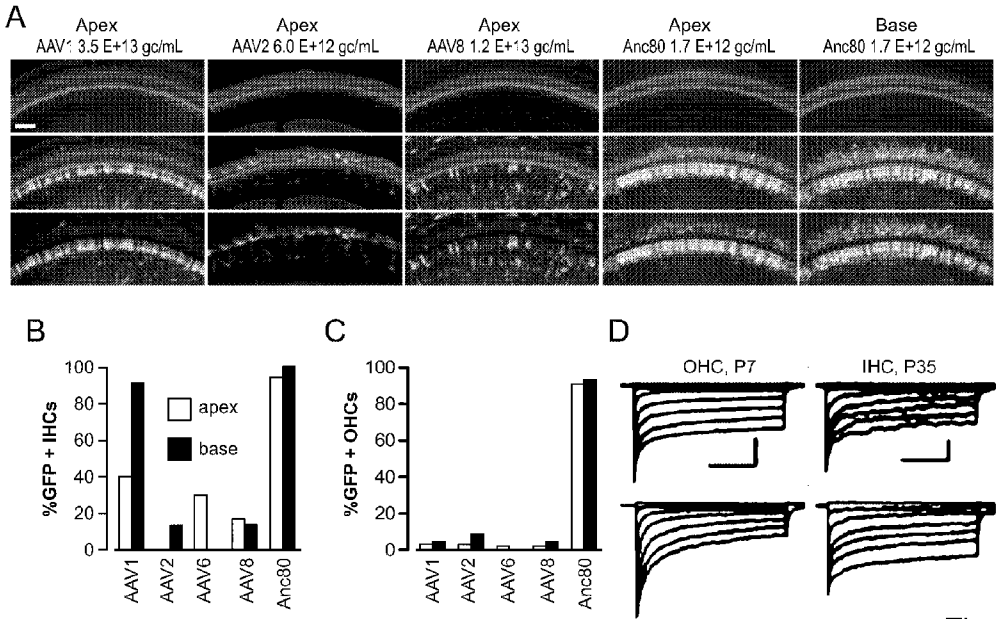 A
Apex
AAV1 3.5 E+13 gc/mL
Apex
AAV2 6.0 E+12 gc/mL
Apex
AAV8 1.2 E+13 gc/mL
Apex
Anc80 1.7 E+12 gc/mL
Base
Anc80 1.7 E+12 gc/mL
B
%GFP + IHCs
100
80
60
40
20
0
apex
base
AAV1
AAV2
AAV6
AAV8
Anc80
C
%GFP + OHCs
100
80
60
40
20
0
AAV1
AAV2
AAV6
AAV8
Anc80
D
OHC, P7
IHC, P35